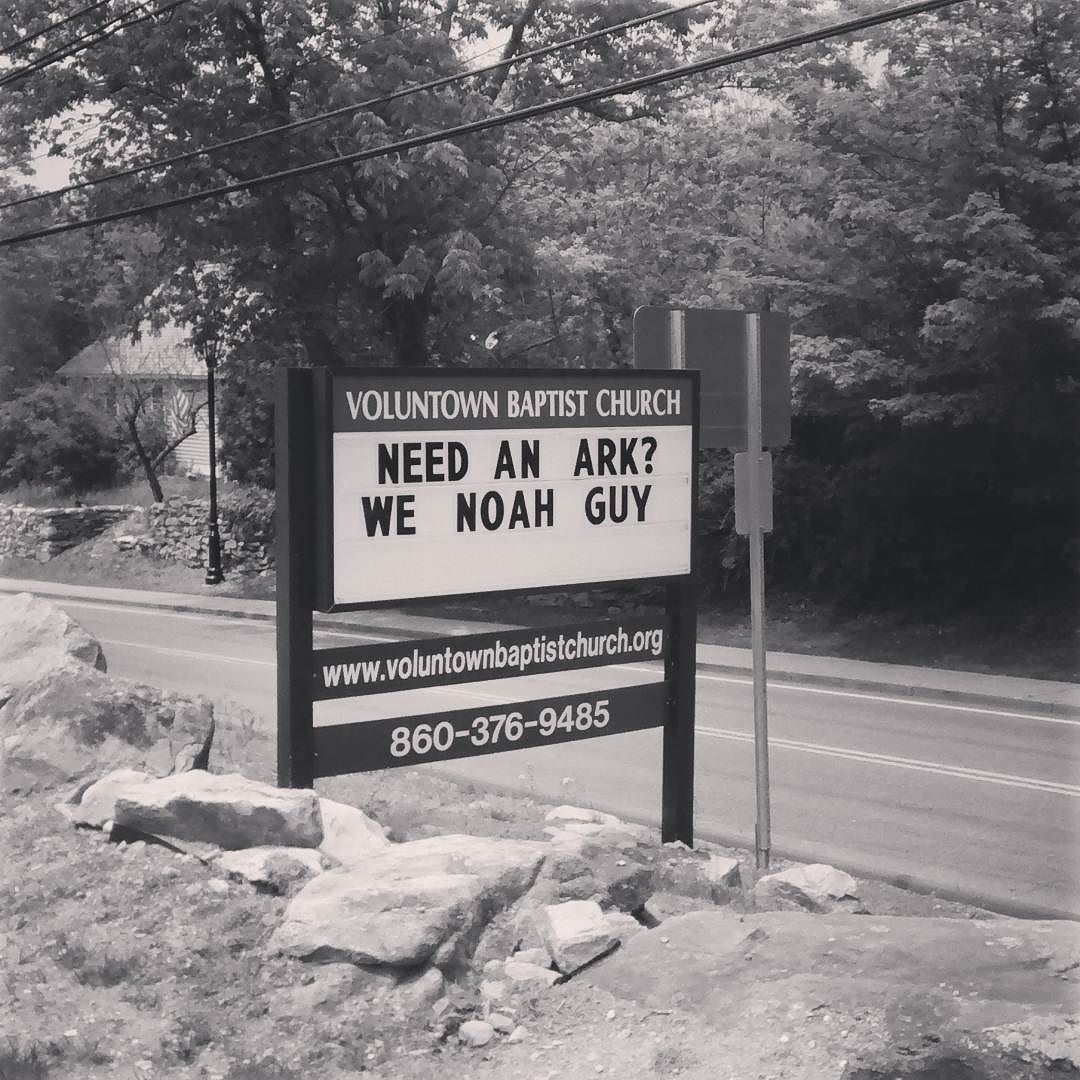 VOLUNTOWN BAPTIST CHURCH
NEED AN ARK?
WE NOAH GUY
www.voluntownbaptistchurch.org
860-376-9485